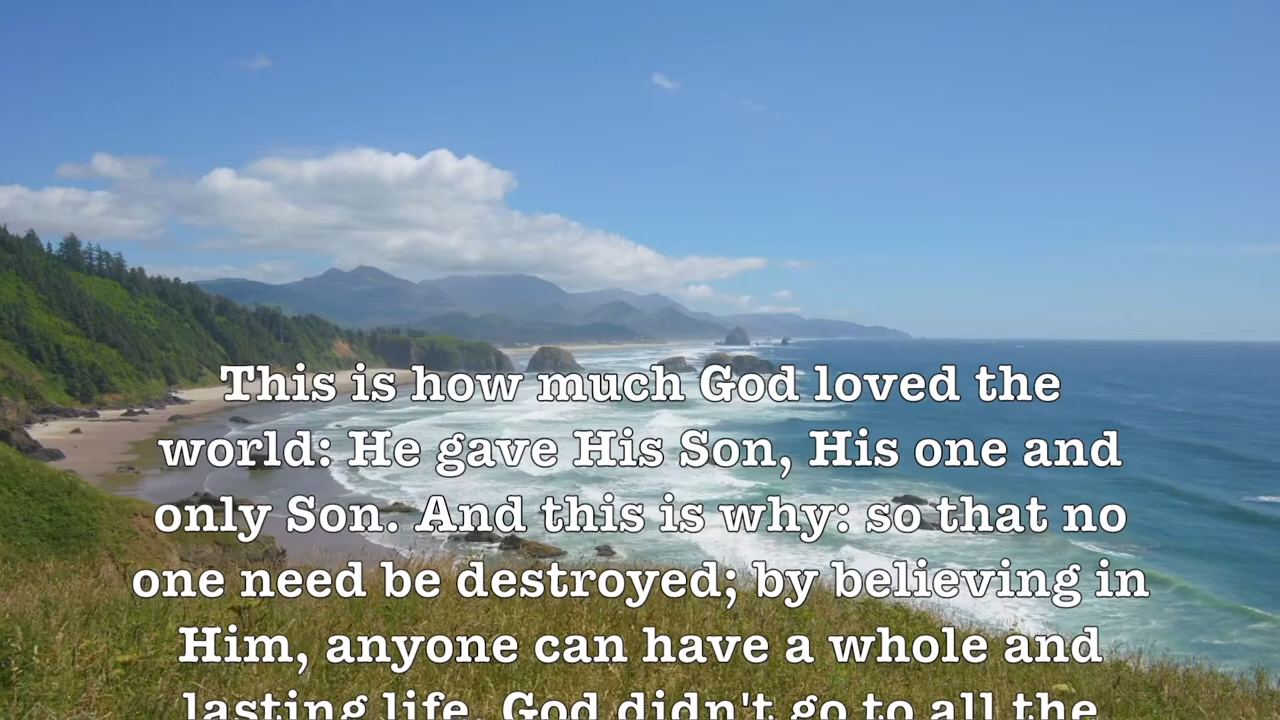 This is how much God loved the
world: He gave His Son, His one and
only Son. And this is why: so that no
one need be destroyed; by believing in
Him, anyone can have a whole and
lasting life. God didn't go to all the